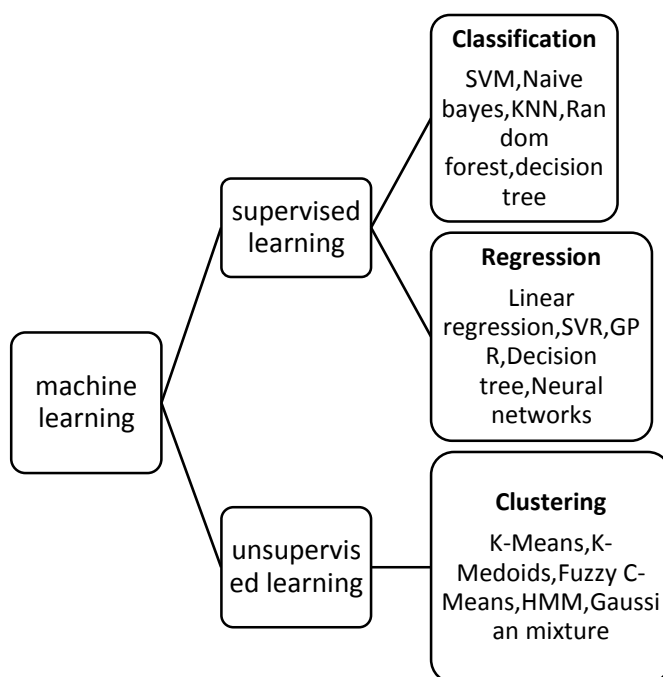 Classification
SVM,Naive
bayes,KNN,Ran
dom
forest,decision
tree
supervised
learning
Regression
Linear
regression,SVR,GP
R,Decision
tree,Neural
networks
machine
learning
Clustering
K-Means,K-
Medoids,Fuzzy C-
Means,HMM,Gaussi
an mixture
unsupervis
ed learning